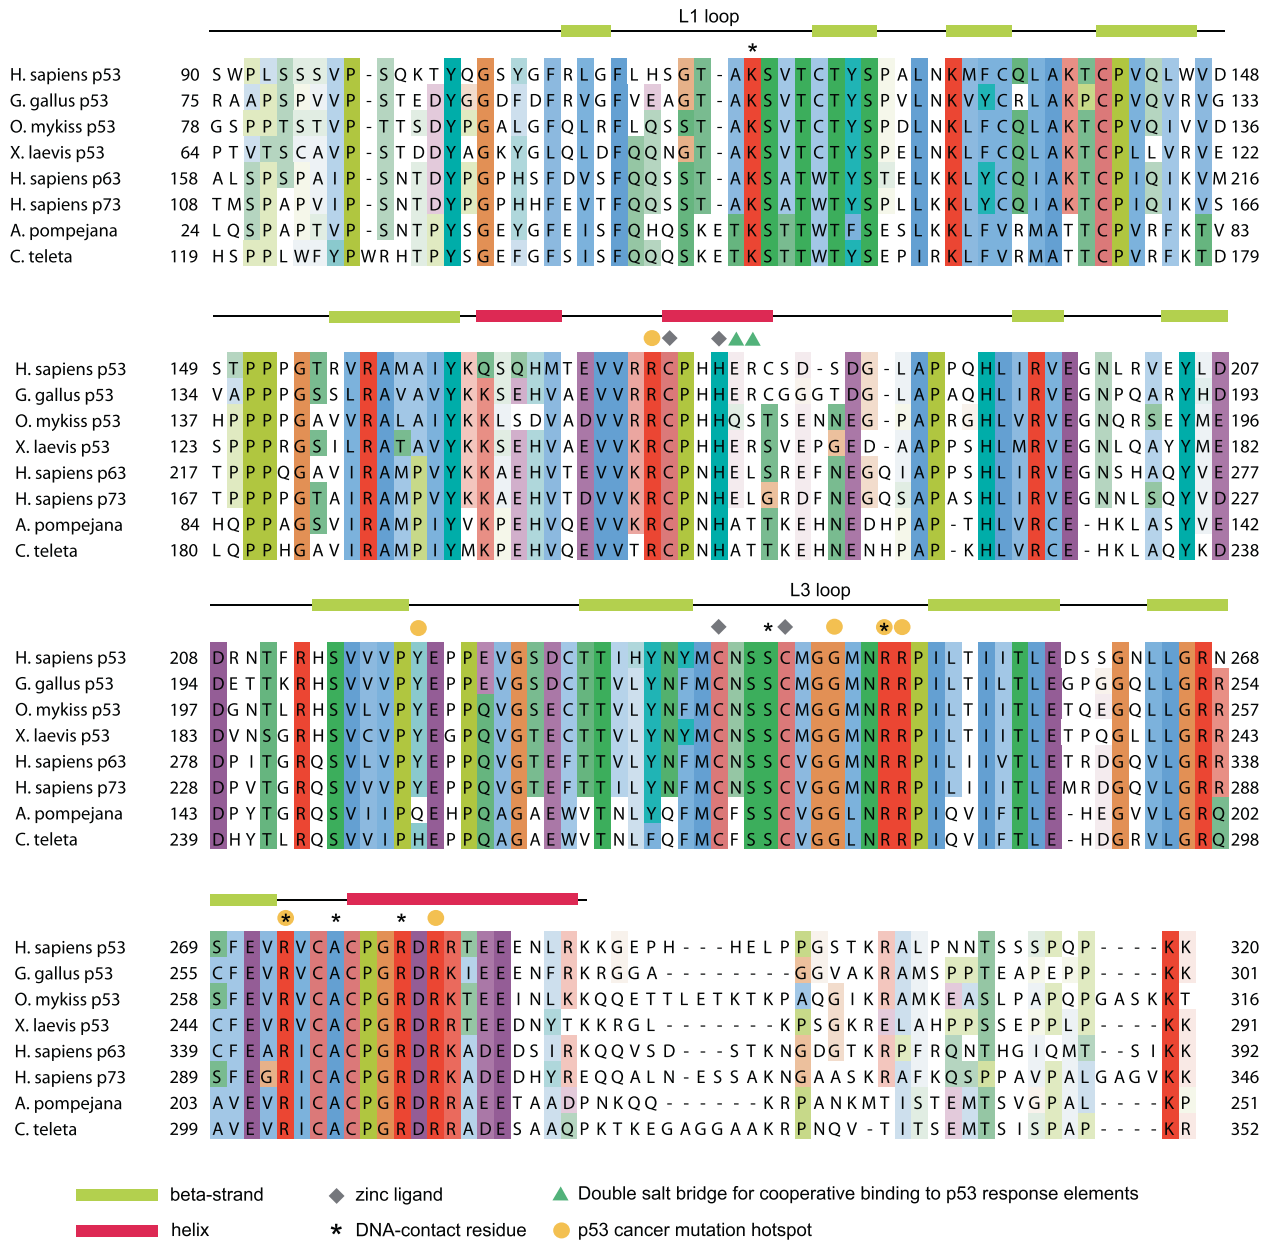 L1 loop
*
H. sapiens p53 90 SWPLSSSVP-SQKTYQGSYGFRLGFLHSGT-AKSVTCTYSPALNKMFCQLAKTCPVQLWVD 148
G. gallus p53 75 RAAPSPVVP-STEDYGGDFDFRVGFVEAGT-AKSVTCTYSPVLNKVYCRLAKPCPVQVRVG 133
O. mykiss p53 78 GSPPTSTVP-TTSDYPGALGFQLRFLQSST-AKSVTCTYSPDLNKLFCQLAKTCPVQIVVD 136
X. laevis p53 64 PTVTSCAVP-STDDYAGKYGLQLDFQQNGT-AKSVTCTYSPELNKLFCQLAKTCPLLVRVE 122
H. sapiens p63 158 ALSPSPAIP-SNTDYPGPHSFDVSFQQSST-AKSATWTYSTELKKLYCQIAKTCPIQIKVM 216
H. sapiens p73 108 TMSPAPVIP-SNTDYPGPHHFEVTFQQSST-AKSATWTYSPLLKKLYCQIAKTCPIQIKVS 166
A. pompejana 24 LQSPAPTVP-SNTPYSGEYGFEISFQHQSKETKSTTWTFSESLKKLFVRMATTCPVRFKTV 83
C. teleta 119 HSPPLWFYPWRHTPYSGEFGFSISFQQQSKETKSTTWTYSEPIRKLFVRMATTCPVRFKTD 179
H. sapiens p53 149 STPPPGTRVRAMAIYKQSQHMTEVVRRCPHHERCSD-SDG-LAPPQHLIRVEGNLRVEYLD 207
G. gallus p53 134 VAPPPGSSLRAVAVYKKSEHVAEVVRRCPHHERCGGGTDG-LAPAQHLIRVEGNPQARYHD 193
O. mykiss p53 137 HPPPPGAVVRALAIYKKLSDVADVVRRCPHHQSTSENNEG-PAPRGHLVRVEGNQRSEYME 196
X. laevis p53 123 SPPPRGSILRATAVYKKSEHVAEVVRRCPHHERSVEPGED-AAPPSHLMRVEGNLQAYYME 182
H. sapiens p63 217 TPPPQGAVIRAMPVYKKAEHVTEVVKRCPNHELSREFNEGQIAPPSHLIRVEGNSHAQYVE 277
H. sapiens p73 167 TPPPPGTAIRAMPVYKKAEHVTDVVKRCPNHELGRDFNEGQSAPASHLIRVEGNNLSQYVD 227
A. pompejana 84 HQPPAGSVIRAMPIYVKPEHVQEVVKRCPNHATTKEHNEDHPAP-THLVRCE-HKLASYVE 142
C. teleta 180 LQPPHGAVIRAMPIYMKPEHVQEVVTRCPNHATTKEHNENHPAP-KHLVRCE-HKLAQYKD 238
L3 loop
* *
H. sapiens p53 208 DRNTFRHSVVVPYEPPEVGSDCTTIHYNYMCNSSCMGGMNRRPILTIITLEDSSGNLLGRN 268
G. gallus p53 194 DETTKRHSVVVPYEPPEVGSDCTTVLYNFMCNSSCMGGMNRRPILTILTLEGPGGQLLGRR 254
O. mykiss p53 197 DGNTLRHSVLVPYEPPQVGSECTTVLYNFMCNSSCMGGMNRRPILTIITLETQEGQLLGRR 257
X. laevis p53 183 DVNSGRHSVCVPYEGPQVGTECTTVLYNYMCNSSCMGGMNRRPILTIITLETPQGLLLGRR 243
H. sapiens p63 278 DPITGRQSVLVPYEPPQVGTEFTTVLYNFMCNSSCVGGMNRRPILIIVTLETRDGQVLGRR 338
H. sapiens p73 228 DPVTGRQSVVVPYEPPQVGTEFTTILYNFMCNSSCVGGMNRRPILIIITLEMRDGQVLGRR 288
A. pompejana 143 DPYTGRQSVVIPQEHPQAGAEWVTNLYQFMCFSSCVGGLNRRPIQVIFTLE-HEGVVLGRQ 202
C. teleta 239 DHYTLRQSVIIPHEPPQAGAEWVTNLFQFMCFSSCVGGLNRRPIQVIFTLE-HDGRVLGRQ 298
* * *
H. sapiens p53 269 SFEVRVCACPGRDRRTEEENLRKKGEPH---HELPPGSTKRALPNNTSSSPQP----KK 320
G. gallus p53 255 CFEVRVCACPGRDRKIEEENFRKRGGA--------GGVAKRAMSPPTEAPEPP----KK 301
O. mykiss p53 258 SFEVRVCACPGRDRKTEEINLKKQQETTLETKTKPAQGIKRAMKEASLPAPQPGASKKT 316
X. laevis p53 244 CFEVRVCACPGRDRRTEEDNYTKKRGL-------KPSGKRELAHPPSSEPPLP----KK 291
H. sapiens p63 339 CFEARICACPGRDRKADEDSIRKQQVSD---STKNGDGTKRPFRQNTHGIQMT--SIKK 392
H. sapiens p73 289 SFEGRICACPGRDRKADEDHYREQQALN-ESSAKNGAASKRAFKQSPPAVPALGAGVKK 346
A. pompejana 203 AVEVRICACPGRDRRAEETAADPNKQQ------KRPANKMTISTEMTSVGPAL----KP 251
C. teleta 299 AVEVRICACPGRDRRADESAAQPKTKEGAGGAAKRPNQV-TITSEMTSISPAP----KR 352
beta-strand zinc ligand Double salt bridge for cooperative binding to p53 response elements
helix * DNA-contact residue p53 cancer mutation hotspot